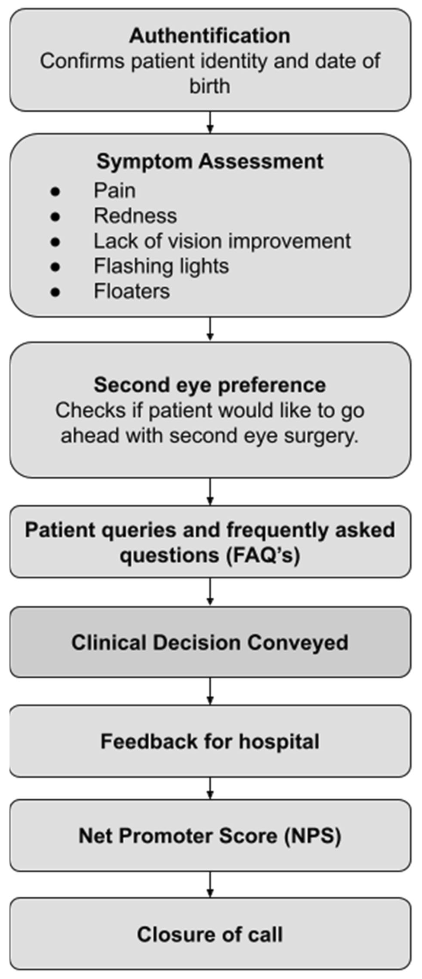 Authentification
Confirms patient identity and date of
birth
Symptom Assessment
● Pain
● Redness
● Lack of vision improvement
● Flashing lights
● Floaters
Second eye preference
Checks if patient would like to go
ahead with second eye surgery.
Patient queries and frequently asked
questions (FAQ's)
Clinical Decision Conveyed
Feedback for hospital
Net Promoter Score (NPS)
Closure of call